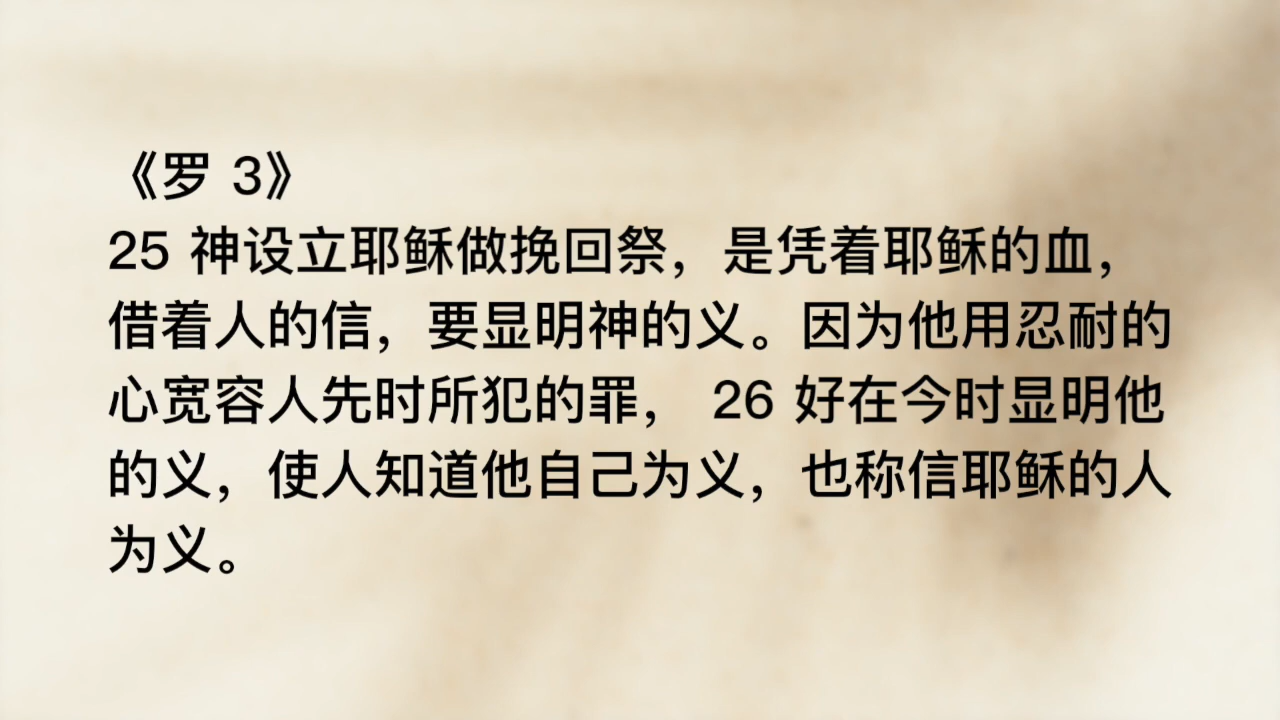 《罗 3》
25 神设立耶稣做挽回祭，是凭着耶稣的血，
借着人的信，要显明神的义。因为他用忍耐的
心宽容人先时所犯的罪， 26 好在今时显明他
的义，使人知道他自己为义，也称信耶稣的人
为义。